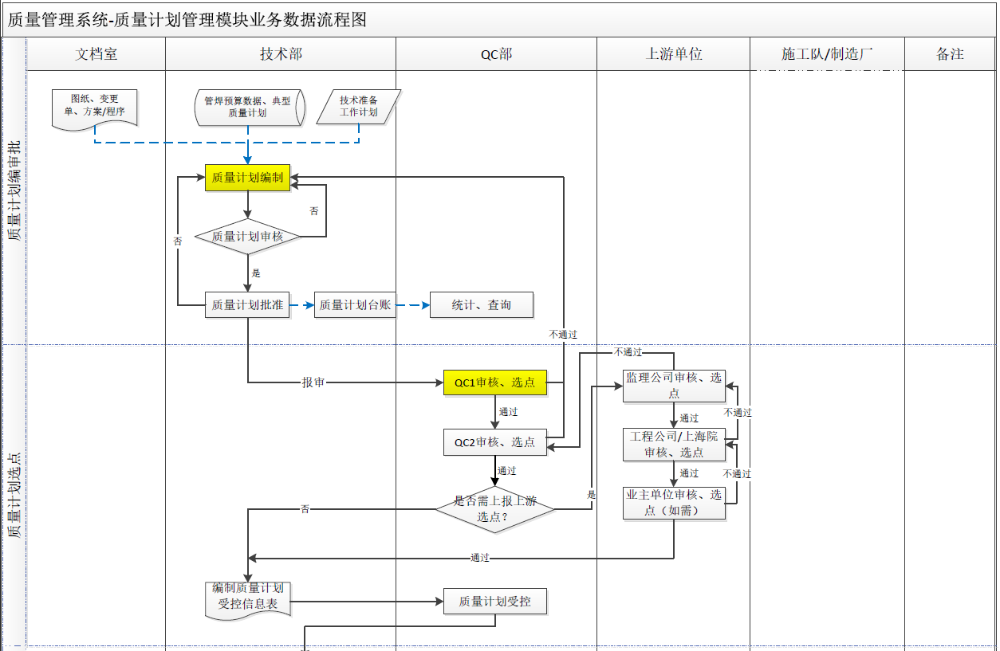 质量管理系统-质量计划管理模块业务数据流程图
文档室
技术部
QC部
上游单位
施工队/制造厂
备注
质量计划编审批
图纸、变更
单、方案/程序
管焊预算数据、典型
质量计划
技术准备
工作计划
质量计划编制
否
质量计划审核
否
是
质量计划批准
质量计划台账
统计、查询
不通过
质量计划选点
不通过
报审
QC1审核、选点
监理公司审核、选
点
通过
通过
不通过
QC2审核、选点
工程公司/上海院
审核、选点
通过
通过
不通过
是否需上报上游
选点？
是
否
业主单位审核、选
点（如需）
通过
编制质量计划
受控信息表
质量计划受控